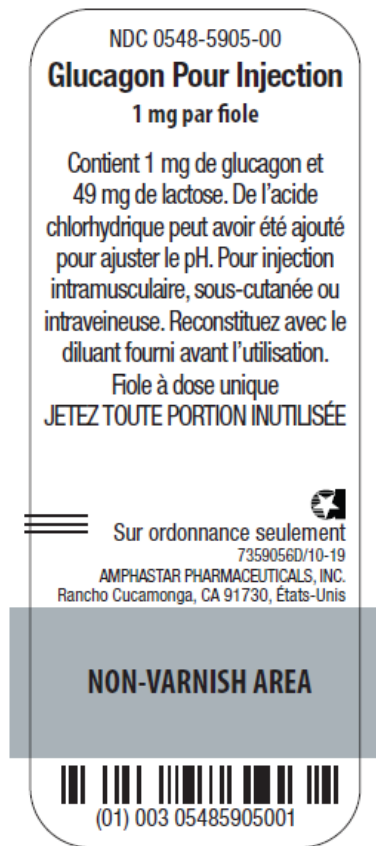 NDC 0548-5905-00
Glucagon Pour Injection
1 mg par fiole
Contient 1 mg de glucagon et
49 mg de lactose. De l’acide
chlorhydrique peut avoir été ajouté
pour ajuster le pH. Pour injection
intramusculaire, sous-cutanée ou
intraveineuse. Reconstituez avec le
diluant fourni avant l’utilisation.
Fiole à dose unique
JETEZ TOUTE PORTION INUTILISÉE
Sur ordonnance seulement
7359056D/10-19
AMPHASTAR PHARMACEUTICALS, INC.
Rancho Cucamonga, CA 91730, États-Unis
NON-VARNISH AREA
(01) 003 05485905001